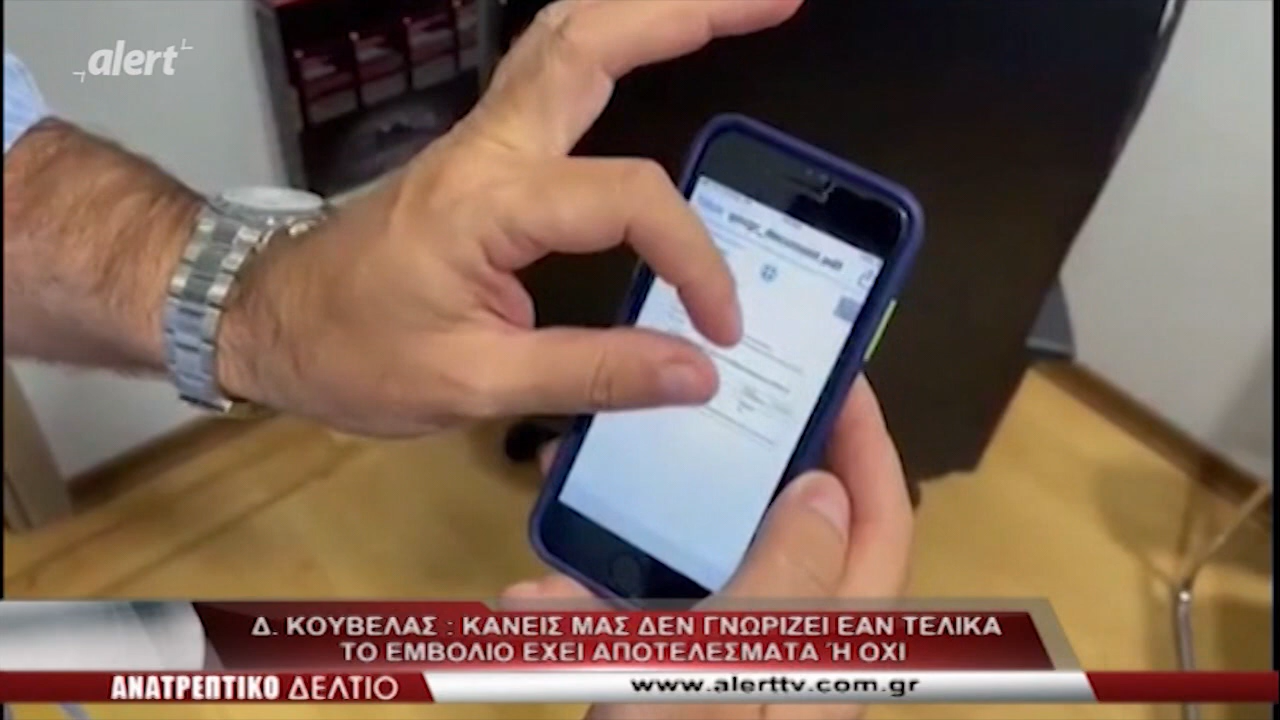 alert
Δ. ΚΟΥΒΕΛΑΣ : ΚΑΝΕΙΣ ΜΑΣ ΔΕΝ ΓΝΩΡΙΖΕΙ ΕΑΝ ΤΕΛΙΚΑ
ΤΟ ΕΜΒΟΛΙΟ ΕΧΕΙ ΑΠΟΤΕΛΕΣΜΑΤΑ Ή ΟΧΙ
ΑΝΑΤΡΕΠΤΙΚΟ ΔΕΛΤΙΟ
www.alerttv.com.gr